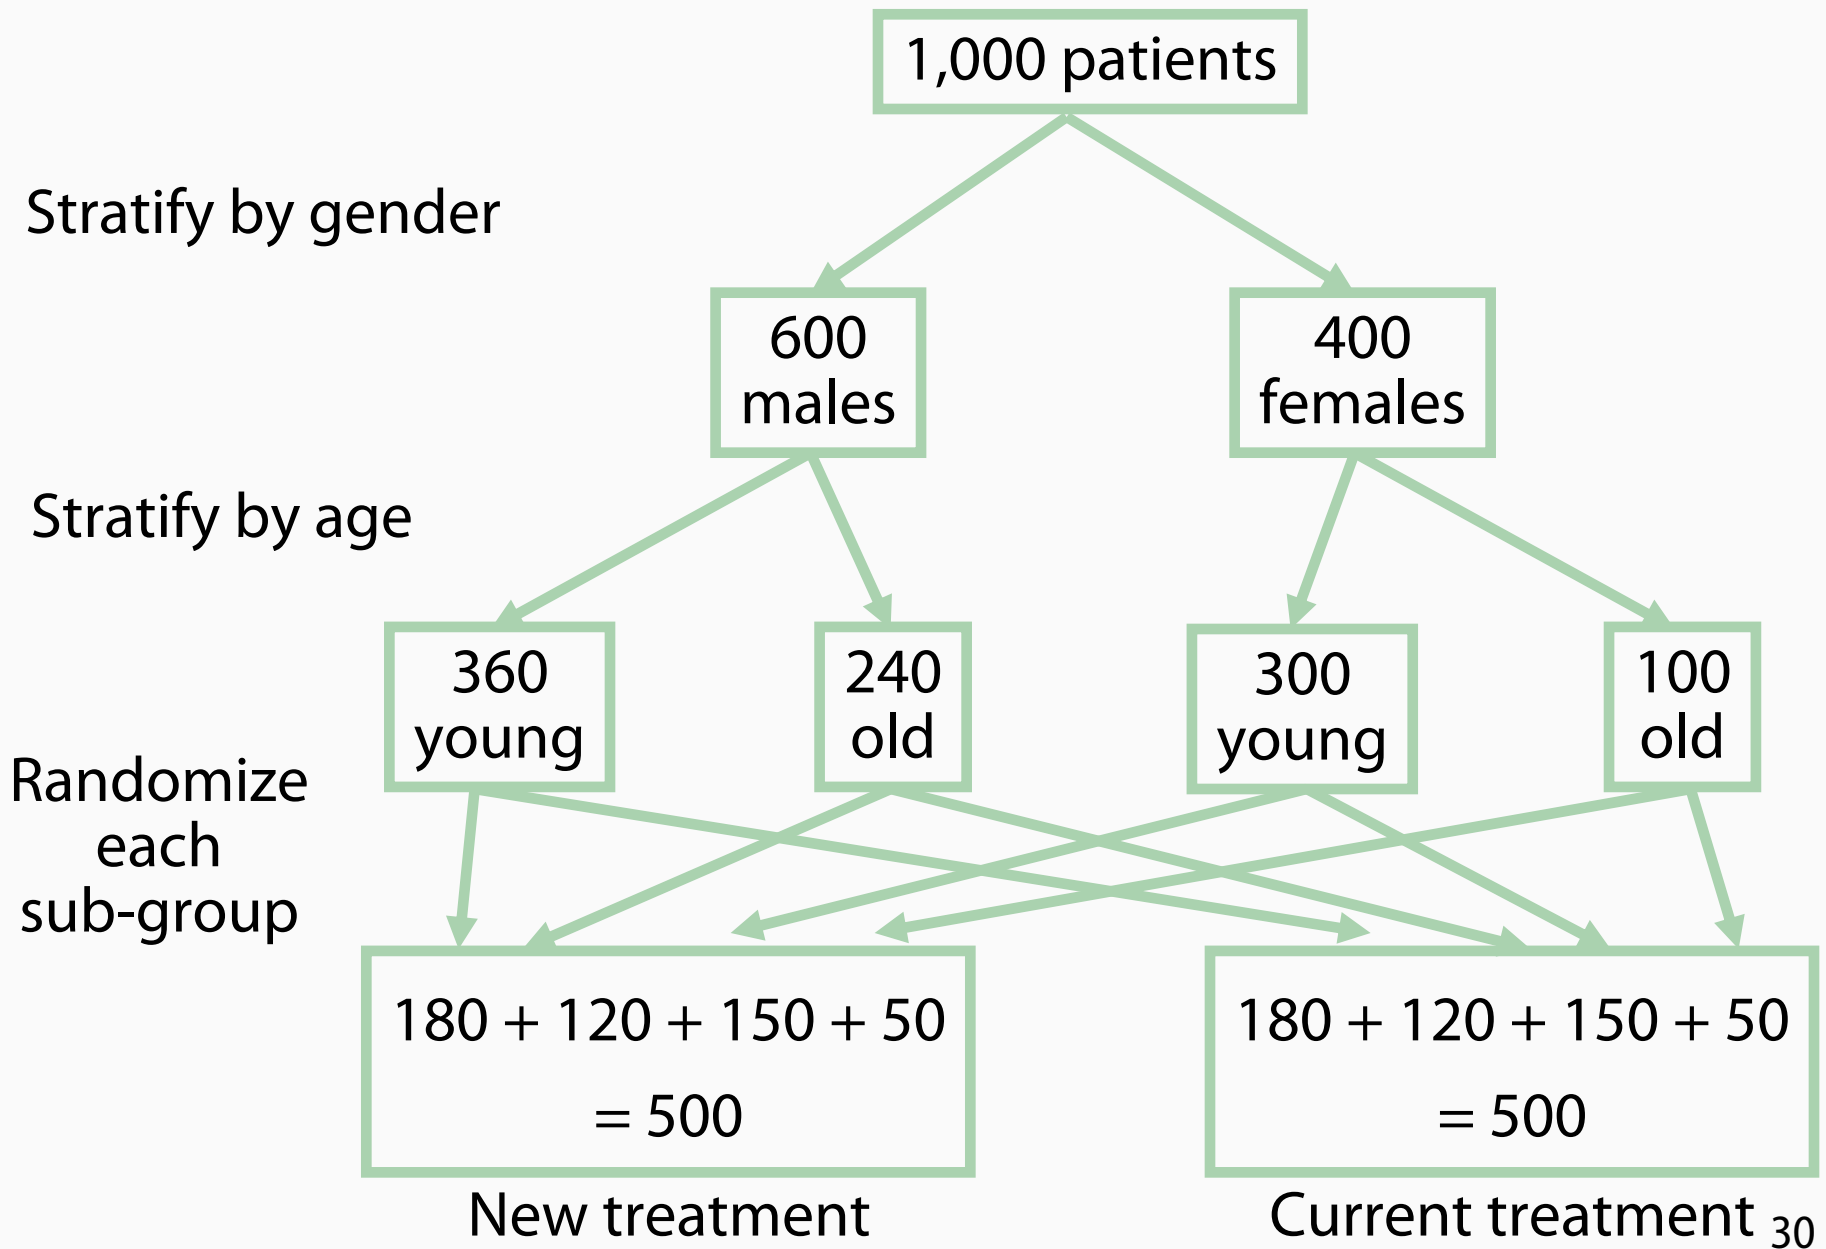 1,000 patients
Stratify by gender
600
males
400
females
Stratify by age
360
young
240
old
300
young
100
old
Randomize
each
sub-group
180 + 120 + 150 + 50
= 500
180 + 120 + 150 + 50
= 500
New treatment
Current treatment
30